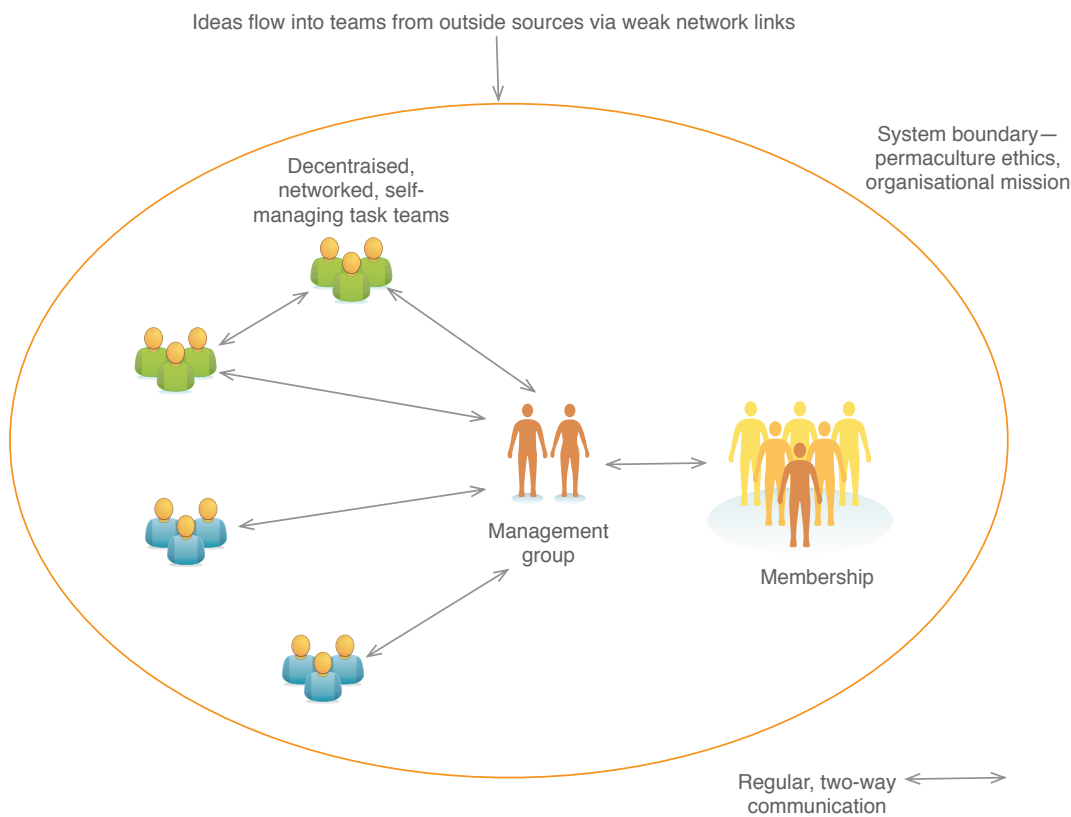 Ideas flow into teams from outside sources via weak network links
System boundary—
permaculture ethics,
organisational mission
Decentraised,
networked, self-
managing task teams
Management
group
Membership
Regular, two-way
communication